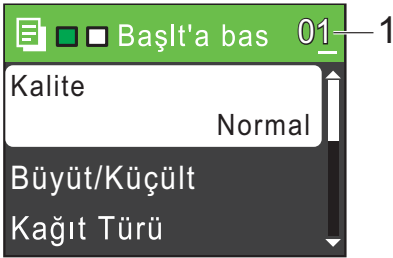 Başlt'a bas 01 1
Kalite
Normal
Büyüt/Küçült
Kağıt Türü